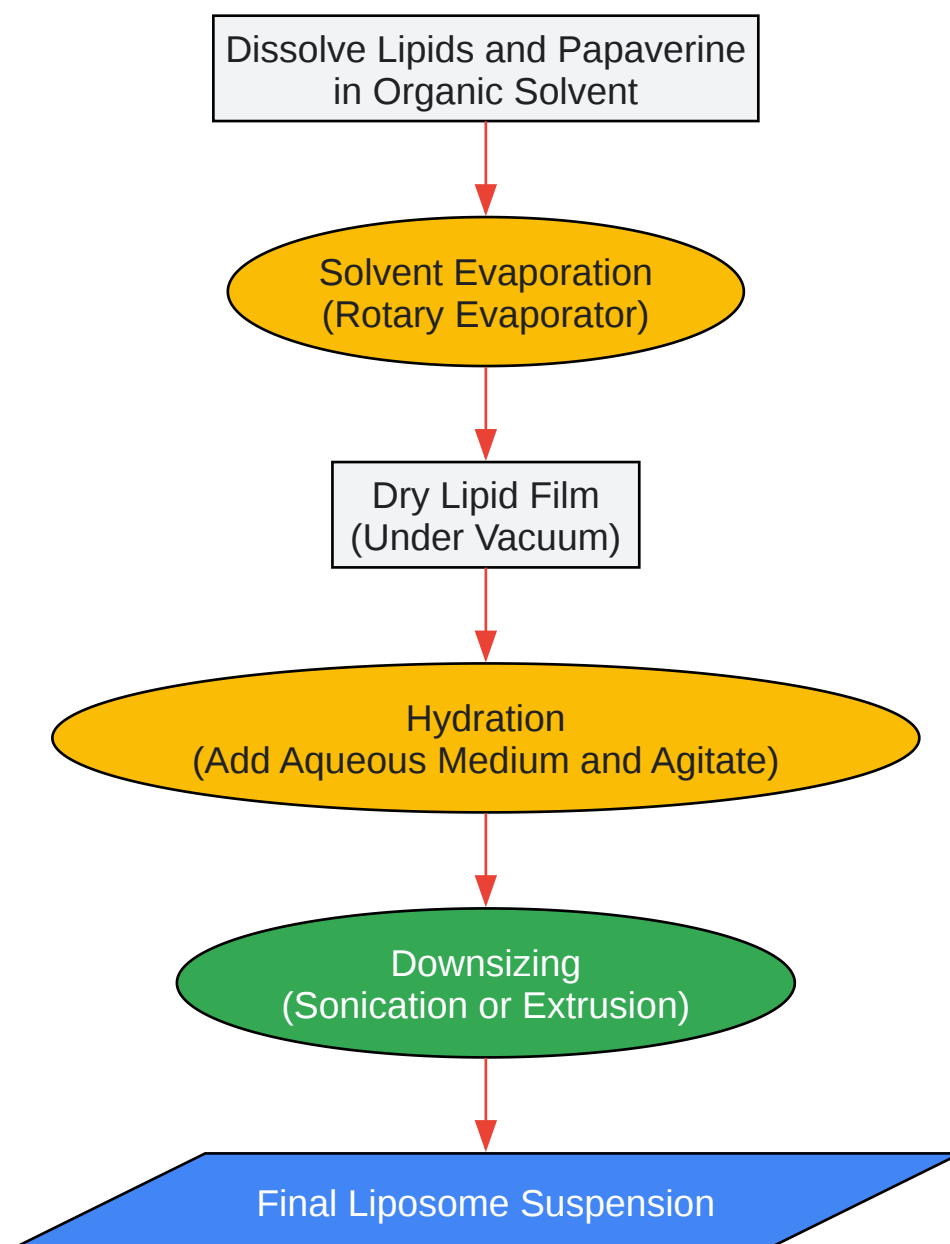 Dissolve Lipids and Papaverine
in Organic Solvent
Solvent Evaporation
(Rotary Evaporator)
Dry Lipid Film
(Under Vacuum)
Hydration
(Add Aqueous Medium and Agitate)
Downsizing
(Sonication or Extrusion)
Final Liposome Suspension